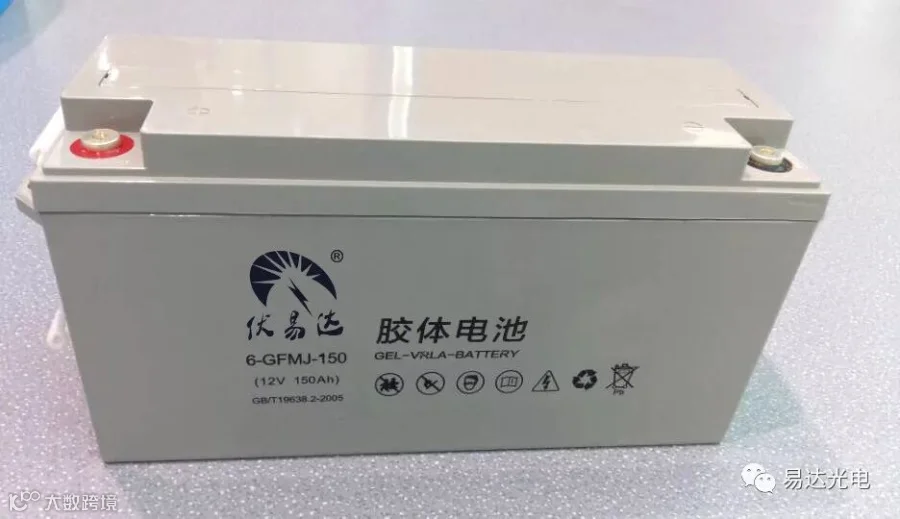 ®
伏易达
6-GFMJ-150
(12V 150Ah)
GB/T19638.2-2005
胶体电池
GEL-VRLA-BATTERY
PB
易达光电
大数跨境